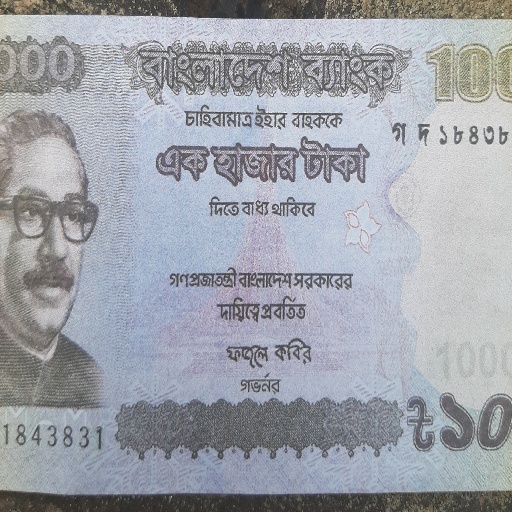 000
বাংলাদেশ ব্যাংক
100
চাহিবামাত্র ইহার বাহককে
গ দ ১৮৪৩৮
এক হাজার টাকা
দিতে বাধ্য থাকিবে
গণপ্রজাতন্ত্রী বাংলাদেশ সরকারের
দায়িত্বে প্রবর্তিত
ফজলে কবির
1000
গভর্নর
1843831
৳১০